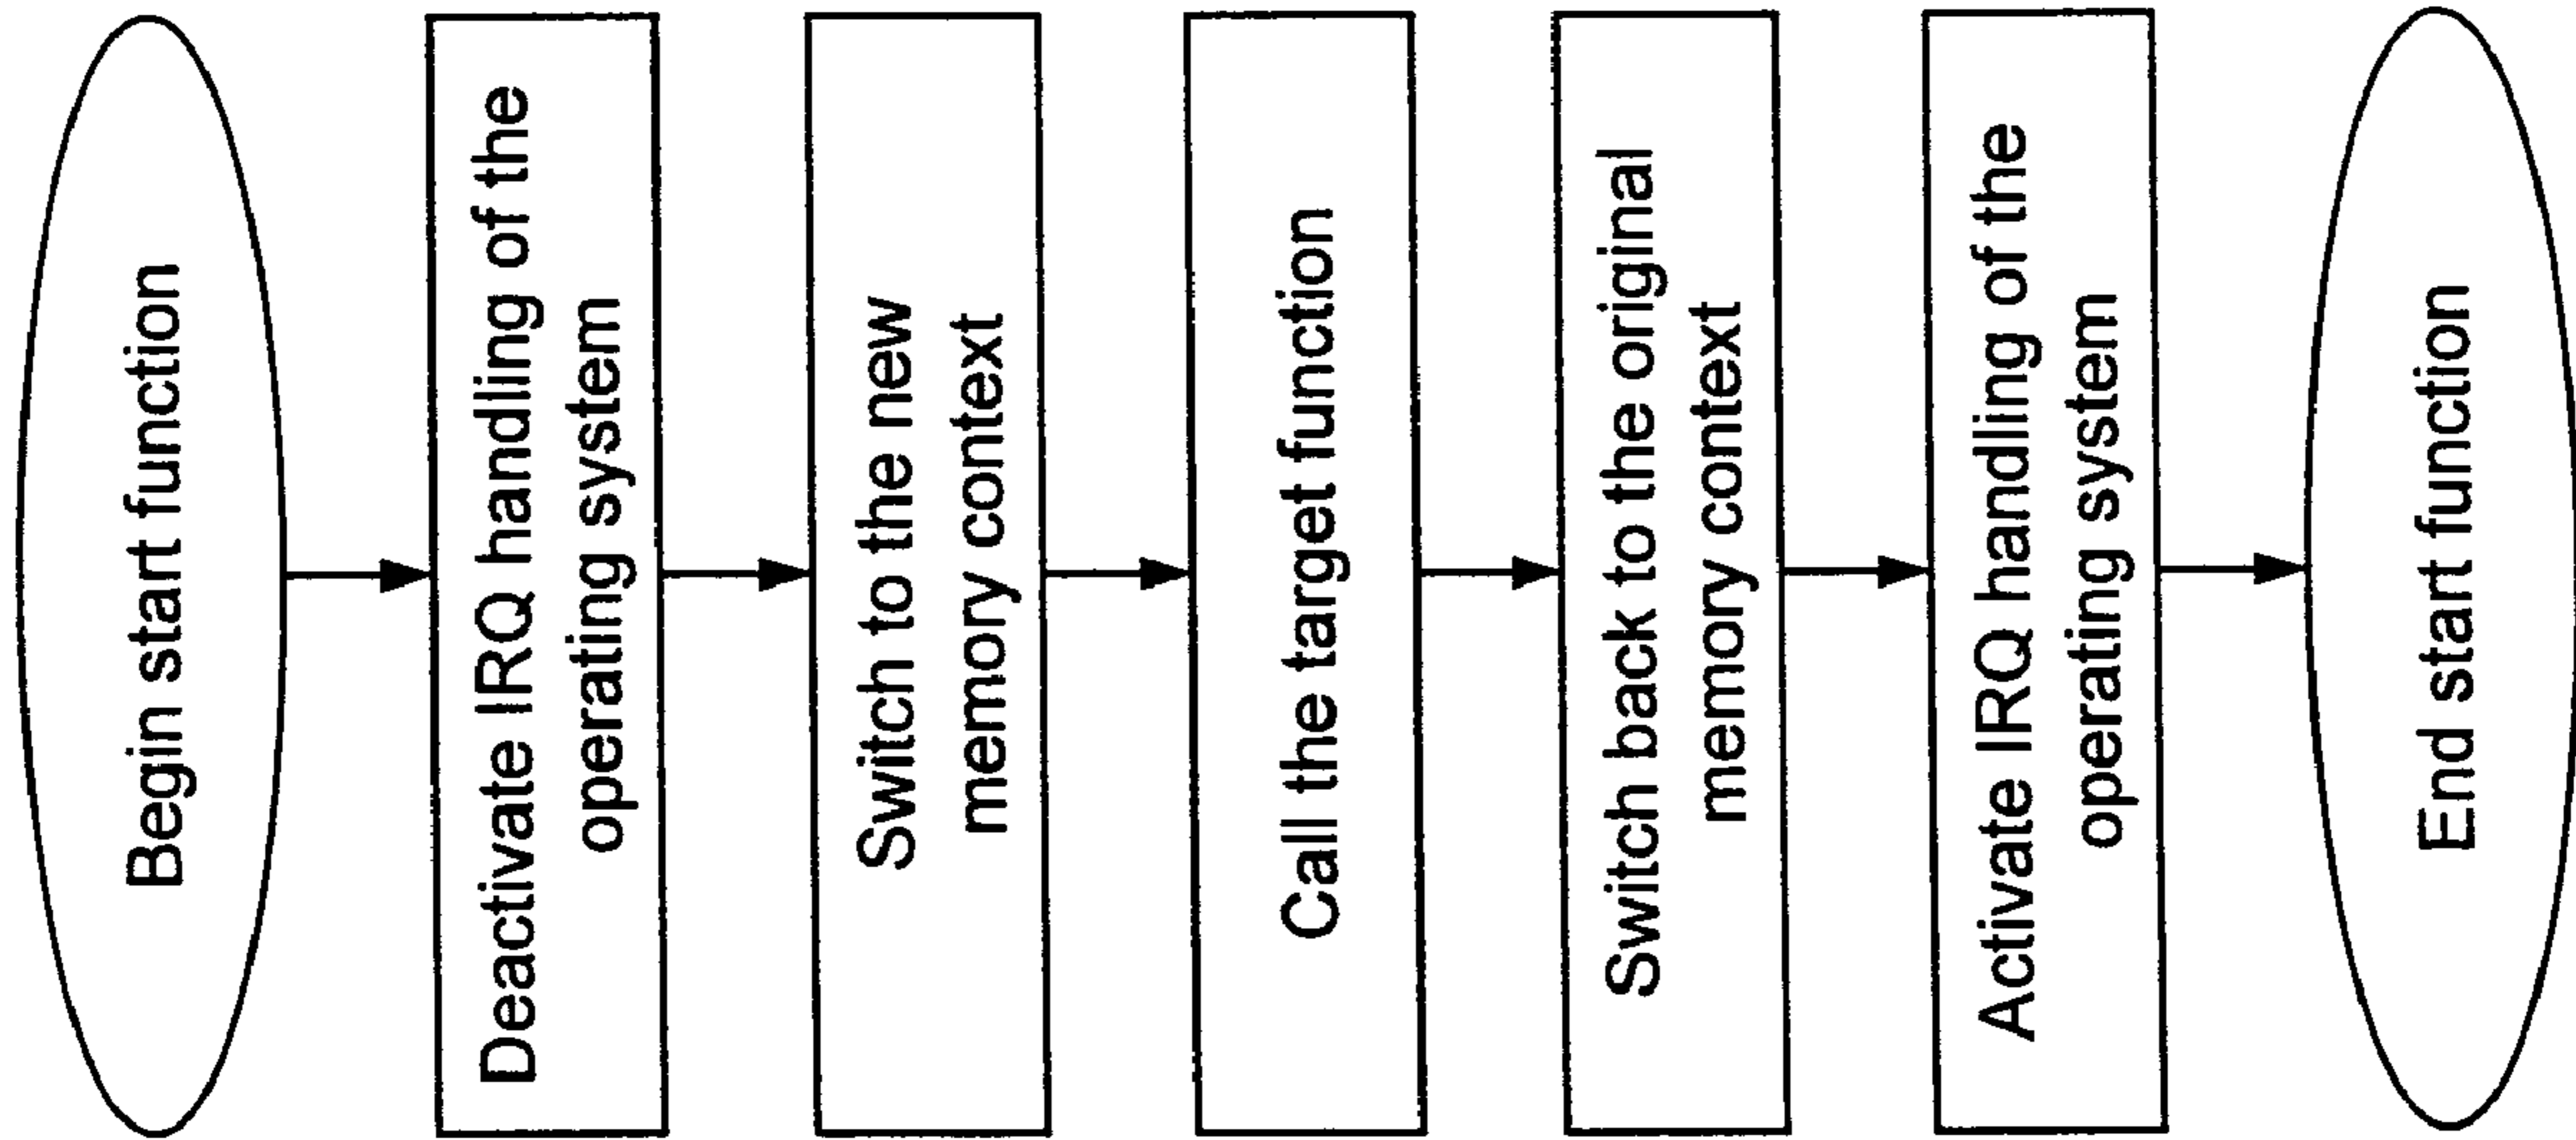 Begin start function
Deactivate IRQ handling of the
operating system
Switch to the new
memory context
Call the target function
Switch back to the original
memory context
Activate IRQ handling of the
operating system
End start function